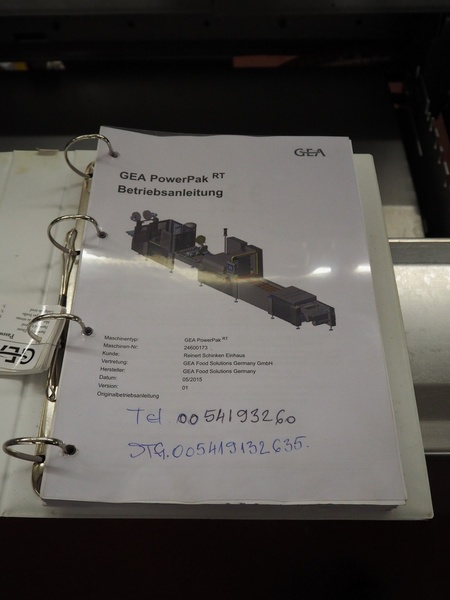 GEA
GEA PowerPak RT
Betriebsanleitung
Maschinentyp: GEA PowerPak RT
Maschinen-Nr: 24600173
Kunde: Reinert Schinken Einhaus
Vertretung: GEA Food Solutions Germany GmbH
Hersteller: GEA Food Solutions Germany
Datum: 05/2015
Version: 01
Originalbetriebsanleitung
Tel 0054193260
STG.005419132635.
GEA